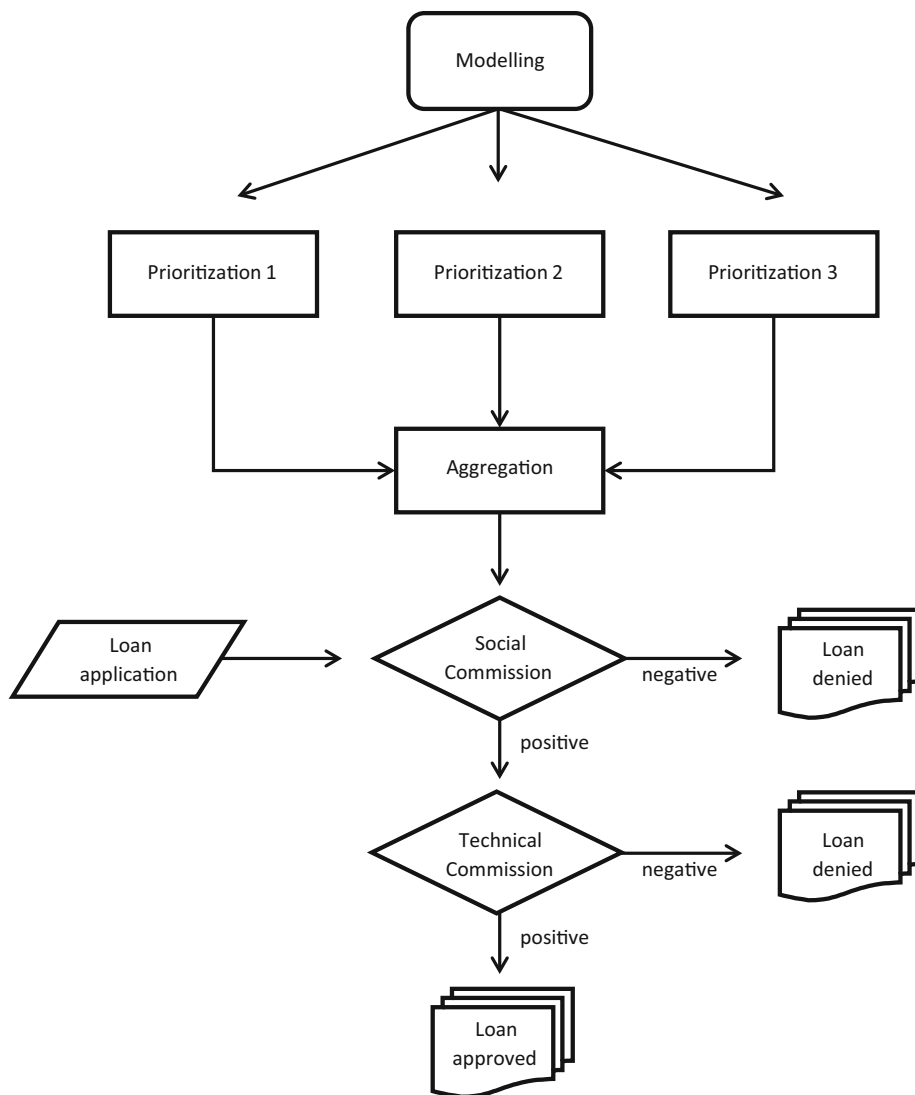 Modelling
Prioritization 1
Prioritization 2
Prioritization 3
Aggregation
Loan
application
Social
Commission
negative
Loan
denied
positive
Technical
Commission
negative
Loan
denied
positive
Loan
approved